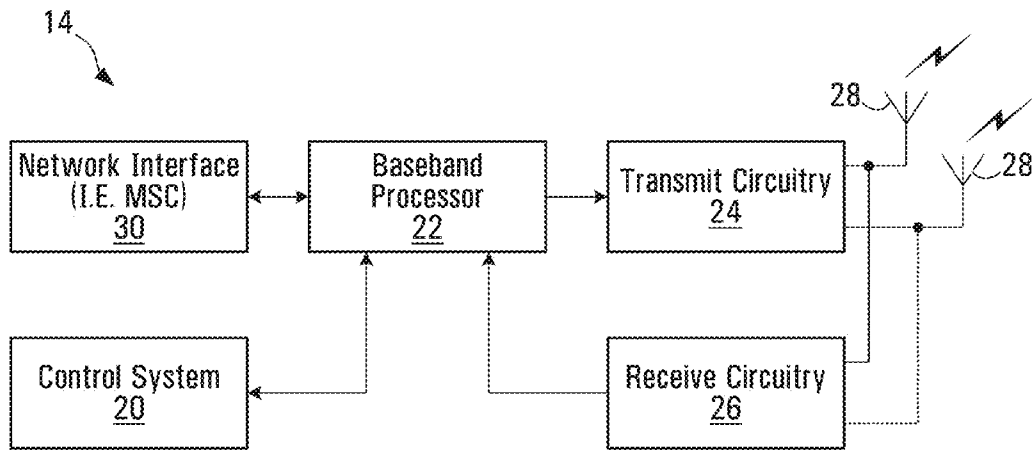 14
28
28
Network Interface
(I.E. MSC)
30
Baseband
Processor
22
Transmit Circuitry
24
Control System
20
Receive Circuitry
26